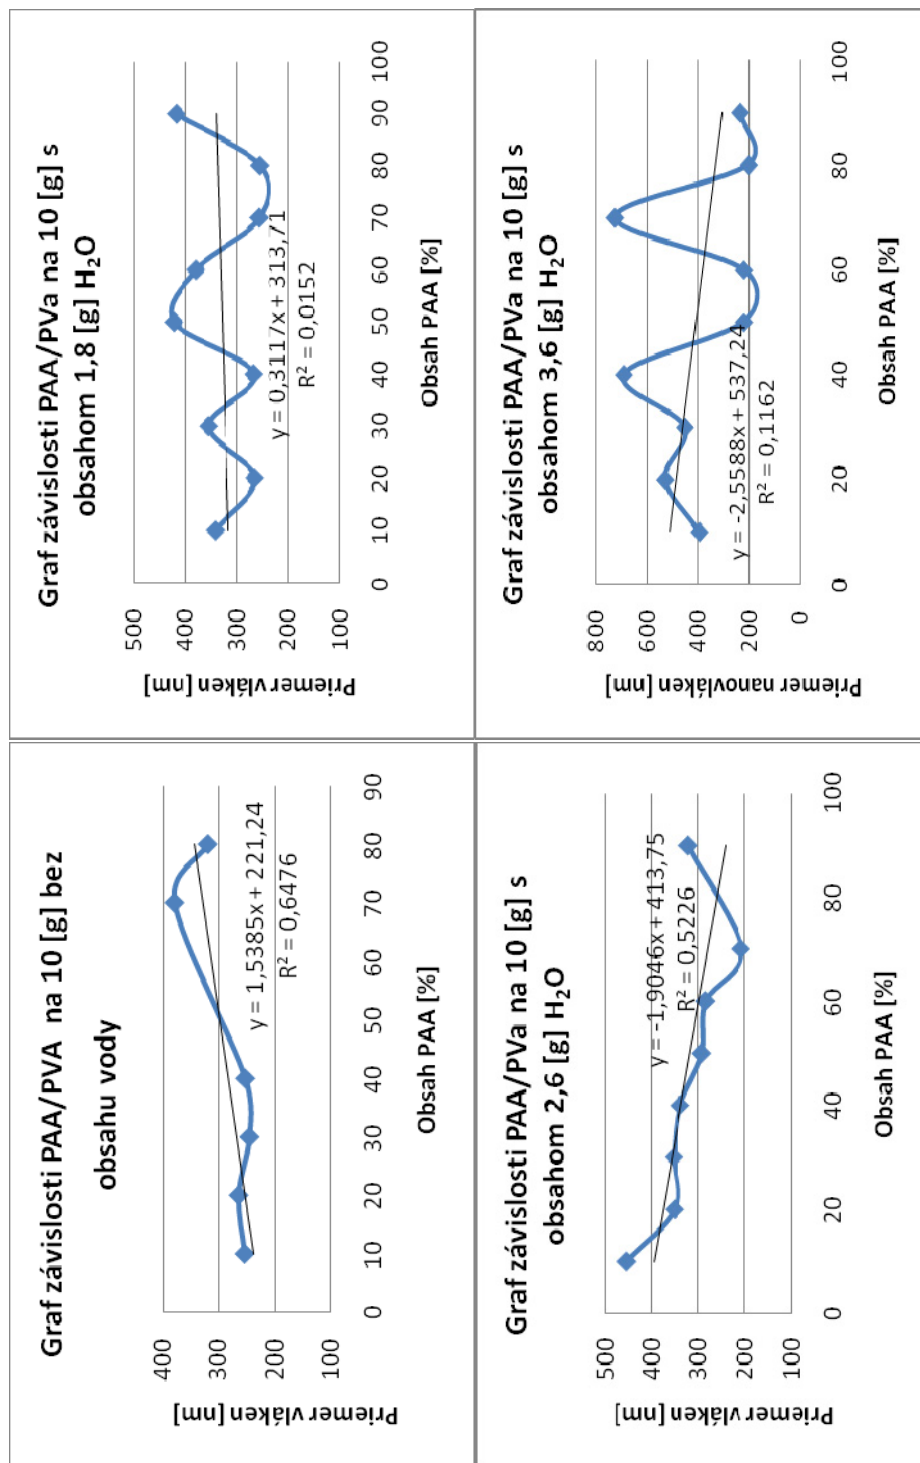 Graf závislosti PAA/PVA na 10 [g] bez
obsahu vody
Priemer vláken [nm]
400
300
200
100
y = 1,5385x + 221,24
R² = 0,6476
0
10
20
30
40
50
60
70
80
90
Obsah PAA [%]
Graf závislosti PAA/PVa na 10 [g] s
obsahom 1,8 [g] H₂O
Priemer vláken [nm]
500
400
300
200
100
y = 0,3117x + 313,71
R² = 0,0152
0
10
20
30
40
50
60
70
80
90
100
Obsah PAA [%]
Graf závislosti PAA/PVa na 10 [g] s
obsahom 2,6 [g] H₂O
Priemer vláken [nm]
500
400
300
200
100
y = -1,9046x + 413,75
R² = 0,5226
0
20
40
60
80
100
Obsah PAA [%]
Graf závislosti PAA/PVa na 10 [g] s
obsahom 3,6 [g] H₂O
Priemer nanovláken [nm]
800
600
400
200
0
y = -2,5588x + 537,24
R² = 0,1162
0
20
40
60
80
100
Obsah PAA [%]